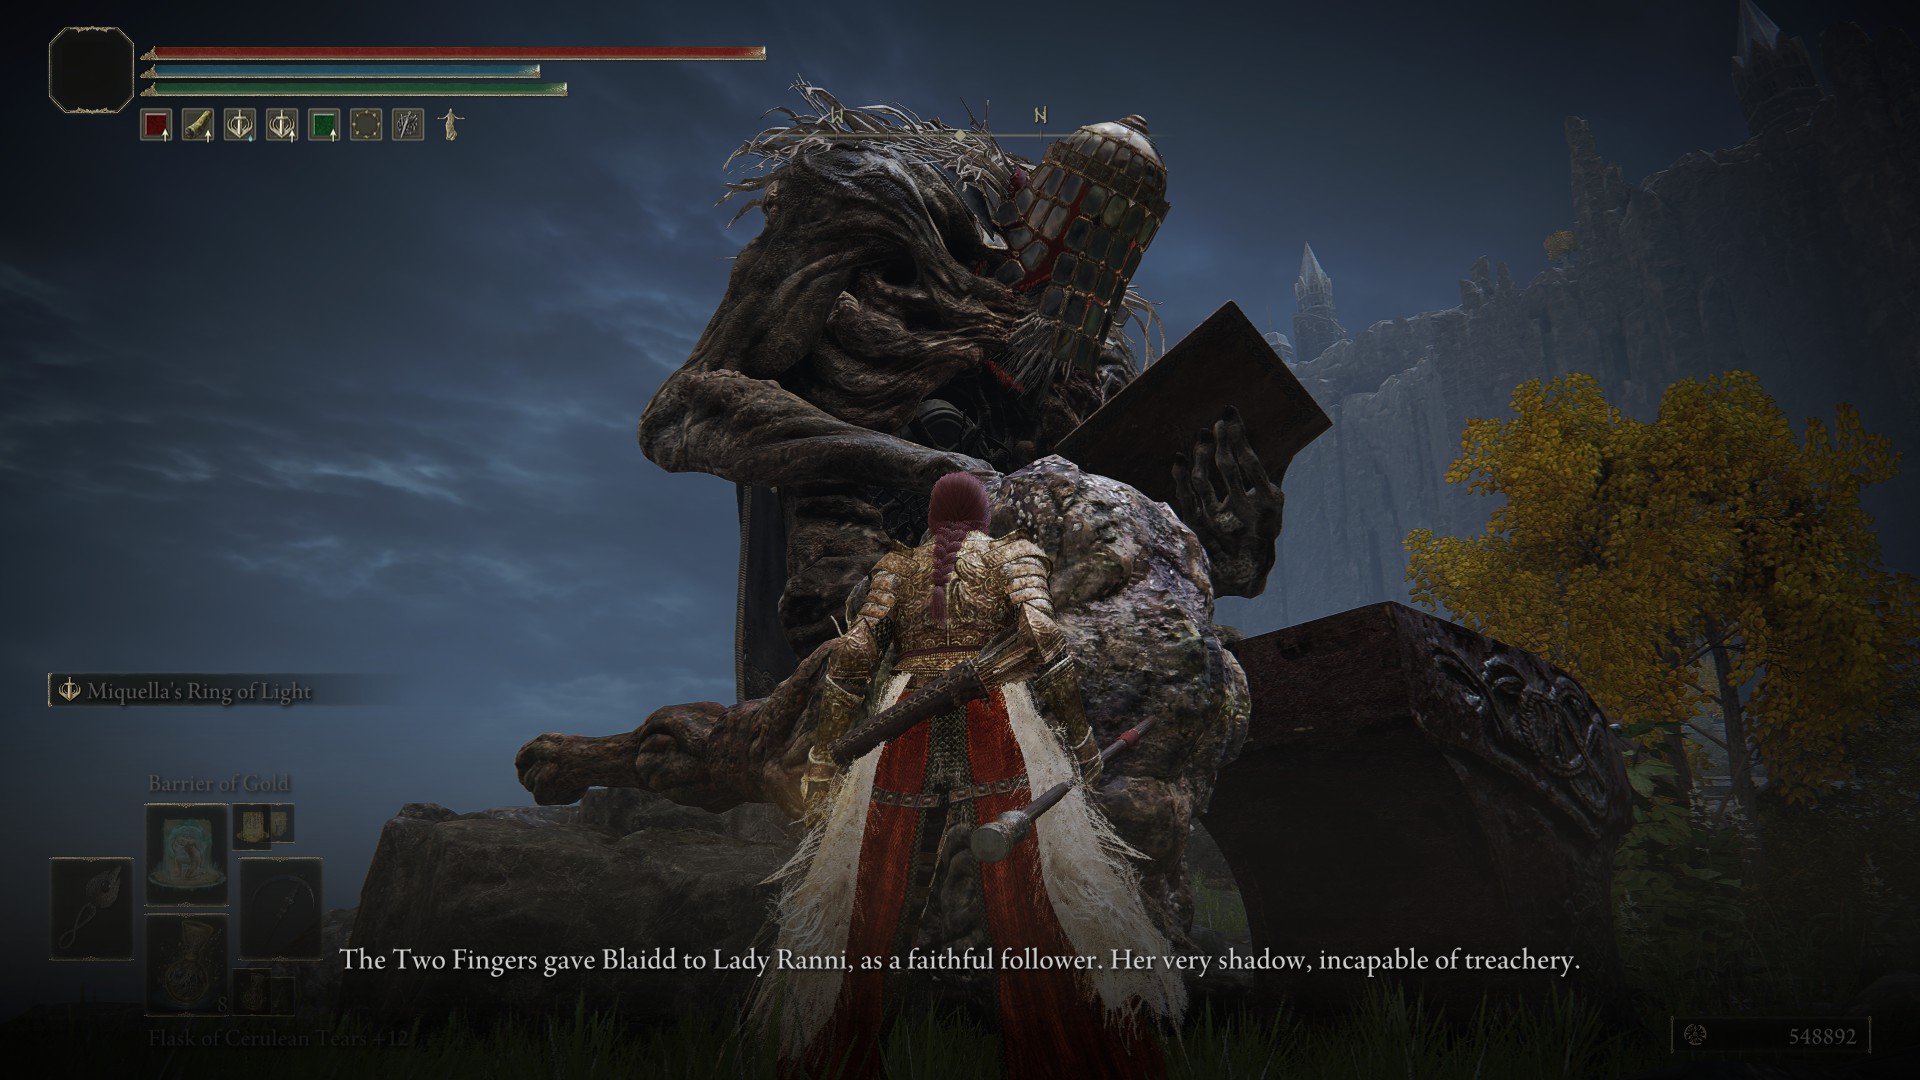 W
N
Miquella's Ring of Light
Barrier of Gold
8
The Two Fingers gave Blaidd to Lady Ranni, as a faithful follower. Her very shadow, incapable of treachery.
Flask of Cerulean Tears +12
548892